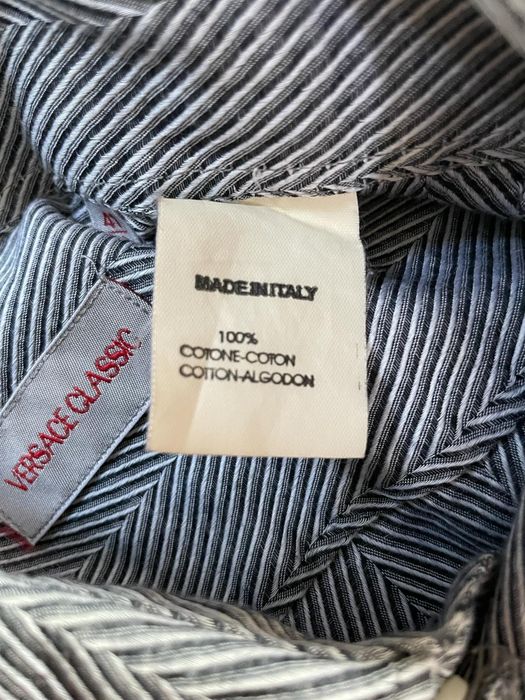 MADE IN ITALY
100%
COTONE-COTON
COTTON-ALGODON
VERSACE CLASSIC